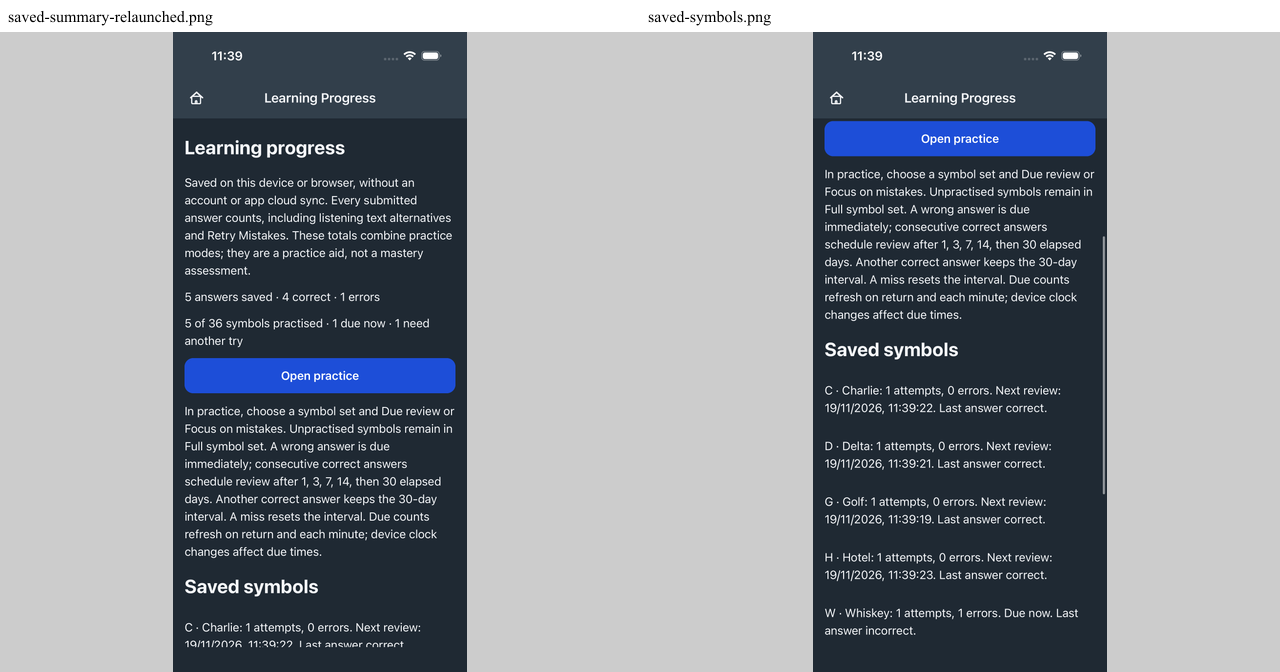 saved-summary-relaunched.png
11:39
Learning Progress
Learning progress
Saved on this device or browser, without an
account or app cloud sync. Every submitted
answer counts, including listening text alternatives
and Retry Mistakes. These totals combine practice
modes; they are a practice aid, not a mastery
assessment.
5 answers saved · 4 correct · 1 errors
5 of 36 symbols practised · 1 due now · 1 need
another try
Open practice
In practice, choose a symbol set and Due review or
Focus on mistakes. Unpractised symbols remain in
Full symbol set. A wrong answer is due
immediately; consecutive correct answers
schedule review after 1, 3, 7, 14, then 30 elapsed
days. Another correct answer keeps the 30-day
interval. A miss resets the interval. Due counts
refresh on return and each minute; device clock
changes affect due times.
Saved symbols
C · Charlie: 1 attempts, 0 errors. Next review:
19/11/2026, 11:39:22. Last answer correct.
saved-symbols.png
11:39
Learning Progress
Open practice
In practice, choose a symbol set and Due review or
Focus on mistakes. Unpractised symbols remain in
Full symbol set. A wrong answer is due
immediately; consecutive correct answers
schedule review after 1, 3, 7, 14, then 30 elapsed
days. Another correct answer keeps the 30-day
interval. A miss resets the interval. Due counts
refresh on return and each minute; device clock
changes affect due times.
Saved symbols
C · Charlie: 1 attempts, 0 errors. Next review:
19/11/2026, 11:39:22. Last answer correct.
D · Delta: 1 attempts, 0 errors. Next review:
19/11/2026, 11:39:21. Last answer correct.
G · Golf: 1 attempts, 0 errors. Next review:
19/11/2026, 11:39:19. Last answer correct.
H · Hotel: 1 attempts, 0 errors. Next review:
19/11/2026, 11:39:23. Last answer correct.
W · Whiskey: 1 attempts, 1 errors. Due now. Last
answer incorrect.